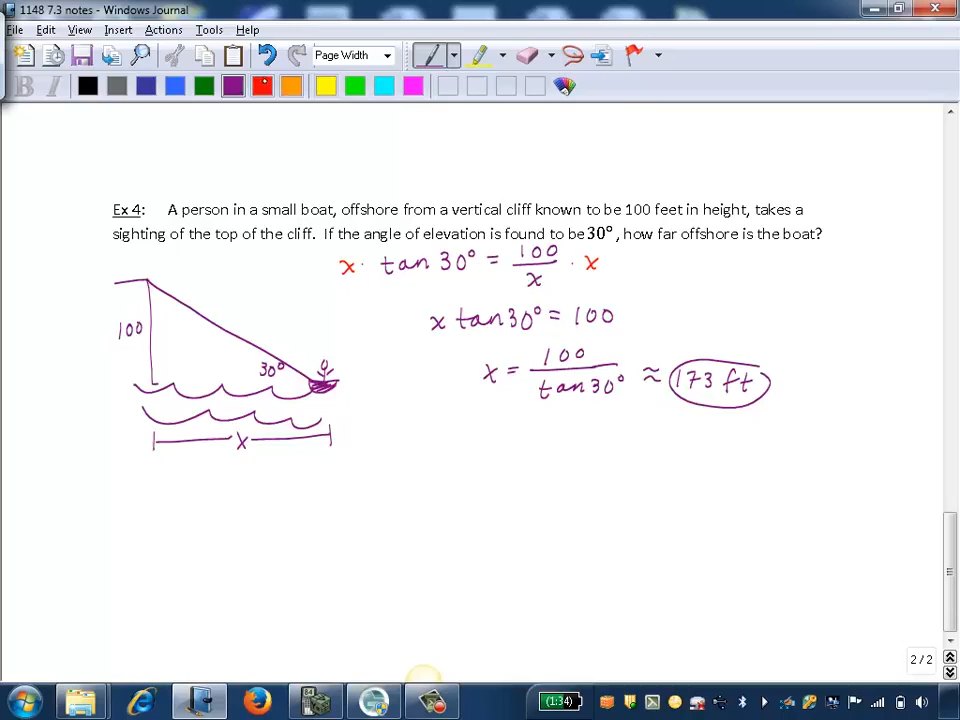 1148 7.3 notes - Windows Journal
File Edit View Insert Actions Tools Help
Page Width
B I
Ex 4: A person in a small boat, offshore from a vertical cliff known to be 100 feet in height, takes a
sighting of the top of the cliff. If the angle of elevation is found to be 30°, how far offshore is the boat?
x · tan 30° = 100/x · x
x tan 30° = 100
x = 100/tan 30° ≈ 173 ft
100
30°
x
2 / 2
84
(1:34)